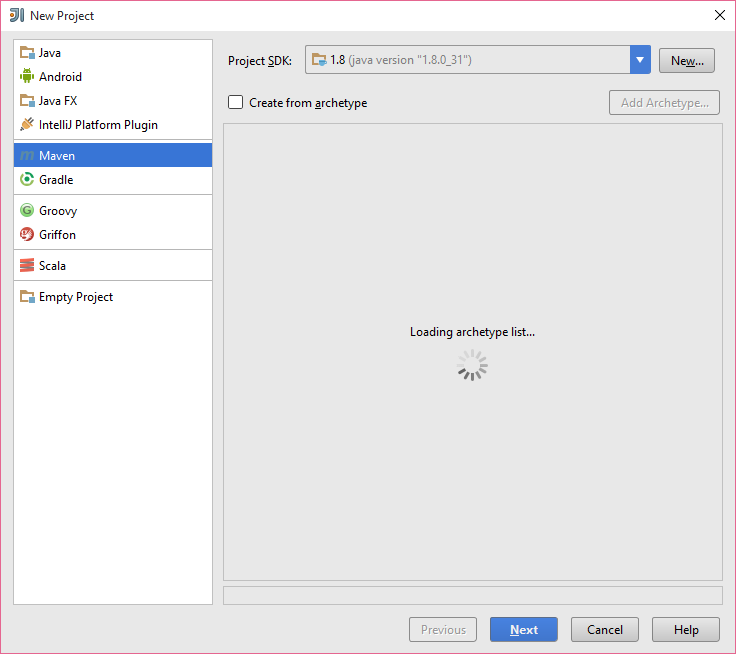 New Project
Java
Android
Java FX
IntelliJ Platform Plugin
Maven
Gradle
Groovy
Griffon
Scala
Empty Project
Project SDK: 1.8 (java version "1.8.0_31") New...
Create from archetype Add Archetype...
Loading archetype list...
Previous Next Cancel Help